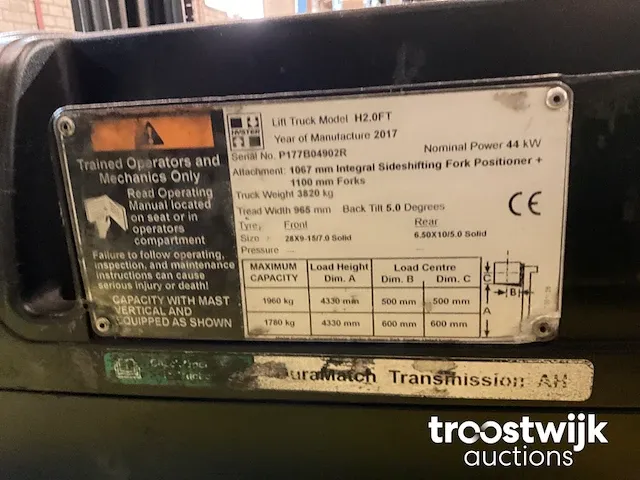 Trained Operators and
Mechanics Only
Read Operating
Manual located
on seat or in
operators
compartment
Failure to follow operating,
inspection, and maintenance
instructions can cause
serious injury or death!
CAPACITY WITH MAST
VERTICAL AND
EQUIPPED AS SHOWN
HYSTER
Lift Truck Model H2.0FT
Year of Manufacture 2017
Serial No. P177B04902R
Nominal Power 44 kW
Attachment: 1067 mm Integral Sideshifting Fork Positioner +
1100 mm Forks
Truck Weight 3820 kg
Tread Width 965 mm Back Tilt 5.0 Degrees
Tyre: Front Rear
Size : 28X9-15/7.0 Solid 6.50X10/5.0 Solid
Pressure — —
CE
MAXIMUM CAPACITY Load Height Dim. A Load Centre Dim. B Dim. C
1960 kg 4330 mm 500 mm 500 mm
1780 kg 4330 mm 600 mm 600 mm
C
B
A
DuraMatch Transmission AH
troostwijk
auctions